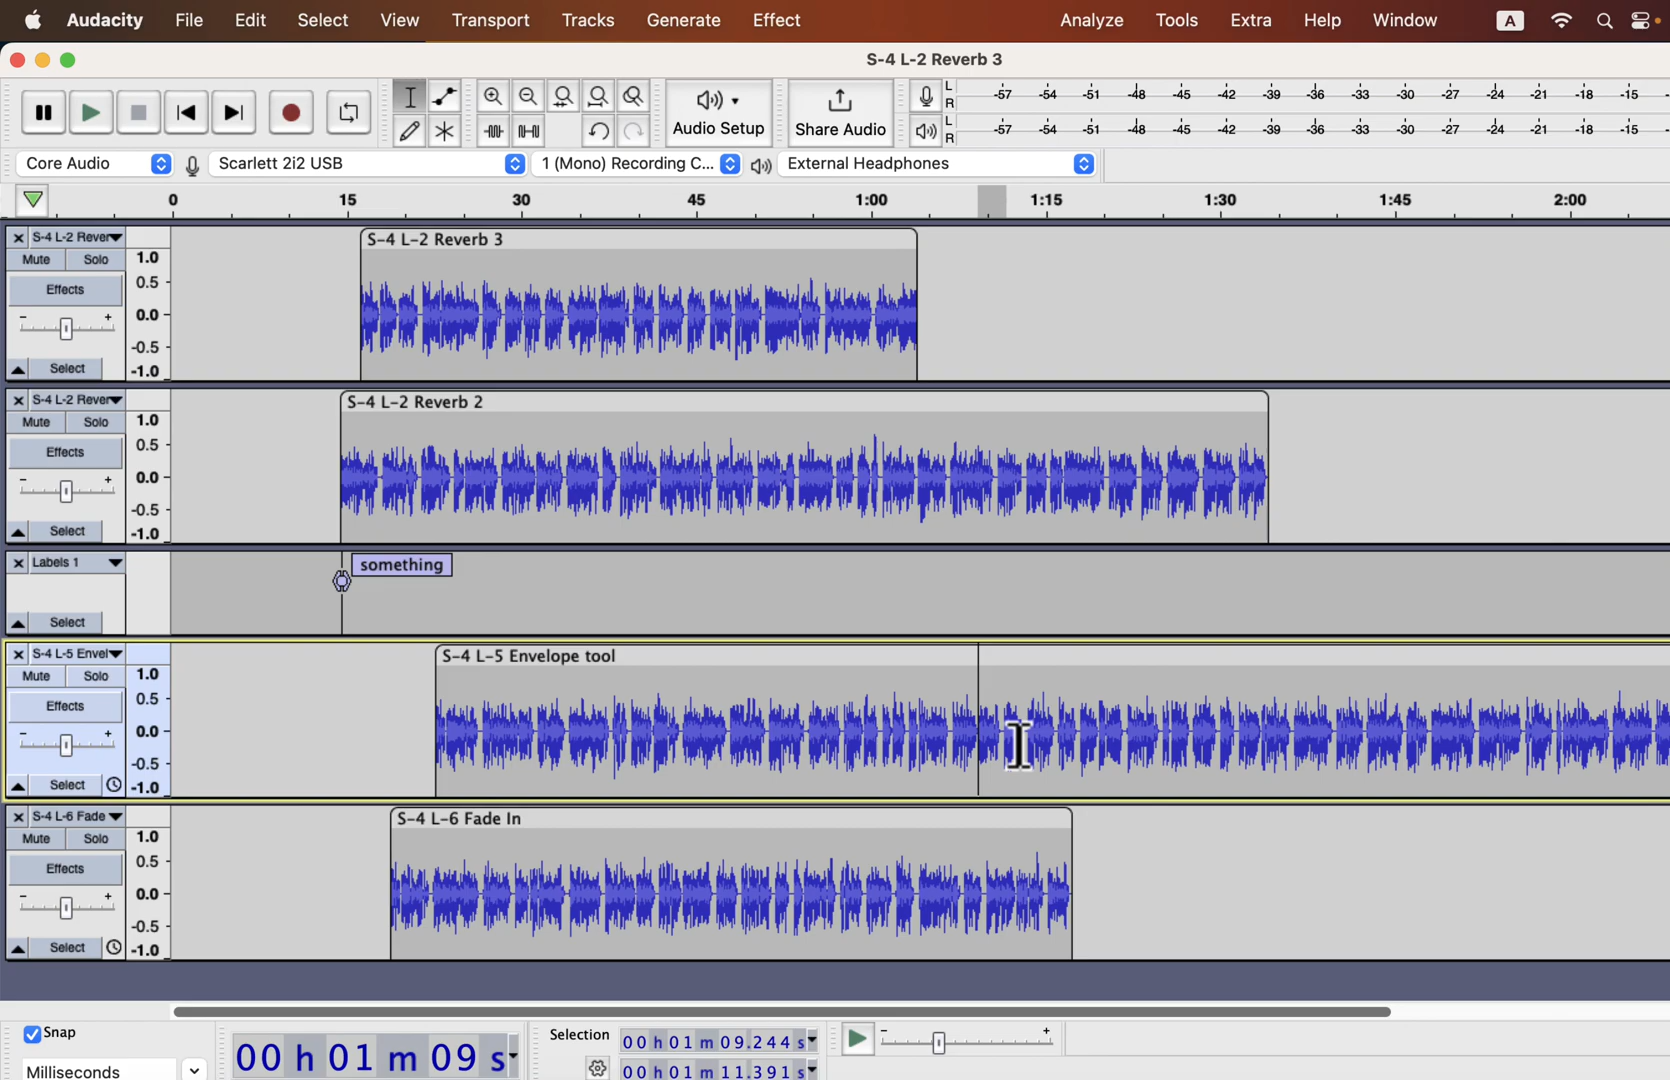 Audacity File Edit Select View Transport Tracks Generate Effect Analyze Tools Extra Help Window A
S-4 L-2 Reverb 3
Audio Setup Share Audio
L -57 -54 -51 -48 -45 -42 -39 -36 -33 -30 -27 -24 -21 -18 -15
R
L -57 -54 -51 -48 -45 -42 -39 -36 -33 -30 -27 -24 -21 -18 -15
R
Core Audio Scarlett 2i2 USB 1 (Mono) Recording C... External Headphones
0 15 30 45 1:00 1:15 1:30 1:45 2:00
S-4 L-2 Rever S-4 L-2 Reverb 3
Mute Solo 1.0
Effects 0.5
- + 0.0
-0.5
Select -1.0
S-4 L-2 Rever S-4 L-2 Reverb 2
Mute Solo 1.0
Effects 0.5
- + 0.0
-0.5
Select -1.0
Labels 1 something
Select
S-4 L-5 Envel S-4 L-5 Envelope tool
Mute Solo 1.0
Effects 0.5
- + 0.0
-0.5
Select -1.0
S-4 L-6 Fade S-4 L-6 Fade In
Mute Solo 1.0
Effects 0.5
- + 0.0
-0.5
Select -1.0
Snap
Milliseconds
00 h 01 m 09 s
Selection 00 h 01 m 09.244 s
00 h 01 m 11.391 s
- +